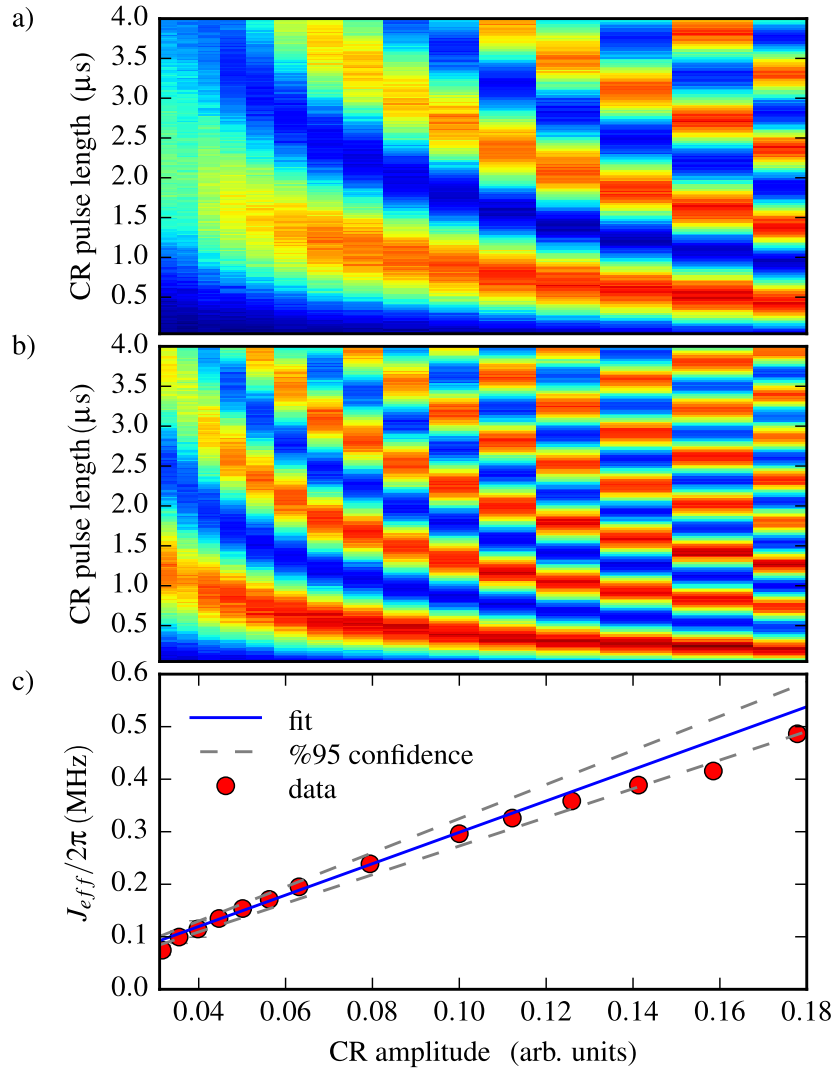 a)
CR pulse length (μs)
4.0
3.5
3.0
2.5
2.0
1.5
1.0
0.5
b)
CR pulse length (μs)
4.0
3.5
3.0
2.5
2.0
1.5
1.0
0.5
c)
J_eff/2π (MHz)
0.6
0.5
0.4
0.3
0.2
0.1
0.0
fit
%95 confidence
data
0.04 0.06 0.08 0.10 0.12 0.14 0.16 0.18
CR amplitude (arb. units)